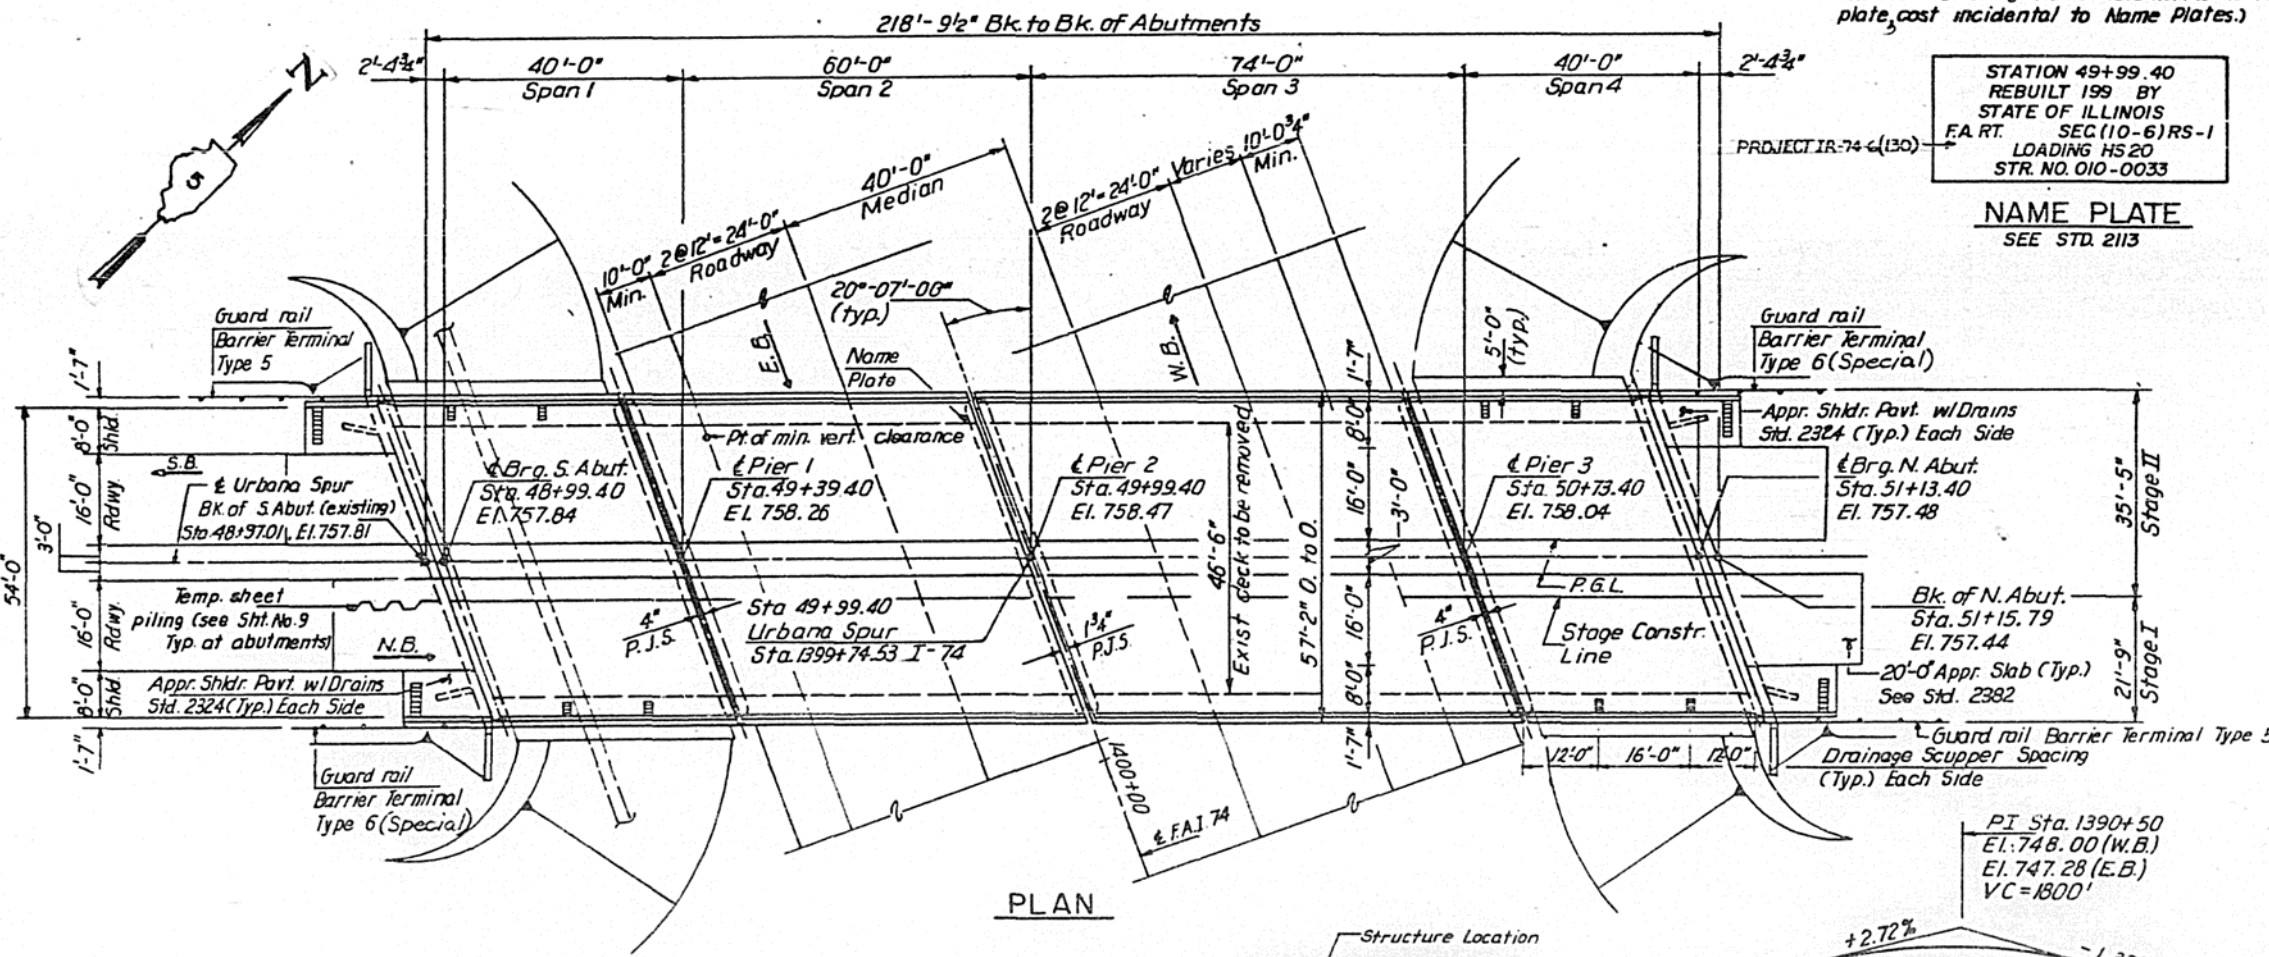 plate, cost incidental to Name Plates.)
218'-9½" Bk. to Bk. of Abutments
2'-4¾"
40'-0"
Span 1
60'-0"
Span 2
74'-0"
Span 3
40'-0"
Span 4
2'-4¾"
STATION 49+99.40
REBUILT 199 BY
STATE OF ILLINOIS
F.A. RT. SEC (10-6) RS-1
LOADING HS 20
STR. NO. 010-0033
PROJECT IR-74-6(130)
NAME PLATE
SEE STD. 2113
N
5
10'-0"
Min.
2@12'=24'-0"
Roadway
40'-0"
Median
2@12'=24'-0"
Roadway
Varies
10'-0¾"
Min.
20°-07'-00"
(typ.)
E.B.
W.B.
Name
Plate
5'-0"
(typ.)
Guard rail
Barrier Terminal
Type 5
Guard rail
Barrier Terminal
Type 6 (Special)
1'-7"
8'-0"
Shld.
16'-0"
Rdwy.
3'-0"
54'-0"
16'-0"
Rdwy.
8'-0"
Shld.
1'-7"
S.B.
℄ Urbana Spur
BK. of S. Abut. (existing)
Sta. 48+97.01, El. 757.81
℄ Brg. S. Abut.
Sta. 48+99.40
El. 757.84
Pt. of min. vert. clearance
℄ Pier 1
Sta. 49+39.40
El. 758.26
℄ Pier 2
Sta. 49+99.40
El. 758.47
℄ Pier 3
Sta. 50+73.40
El. 758.04
℄ Brg. N. Abut.
Sta. 51+13.40
El. 757.48
Appr. Shldr. Pavt. w/Drains
Std. 2324 (Typ.) Each Side
46'-6"
Exist deck to be removed
57'-2" O. to O.
1'-7"
8'-0"
16'-0"
3'-0"
16'-0"
8'-0"
1'-7"
35'-5"
Stage II
21'-9"
Stage I
Temp. sheet
piling (see Sht. No. 9
Typ. at abutments)
N.B.
Appr. Shldr. Pavt. w/Drains
Std. 2324 (Typ.) Each Side
4"
P.J.S.
Sta 49+99.40
Urbana Spur
Sta. 1399+74.53 I-74
1¾"
P.J.S.
4"
P.J.S.
P.G.L.
Stage Constr.
Line
Bk. of N. Abut.
Sta. 51+15.79
El. 757.44
20'-0" Appr. Slab (Typ.)
See Std. 2382
Guard rail
Barrier Terminal
Type 6 (Special)
12'-0"
16'-0"
12'-0"
Guard rail Barrier Terminal Type 5
Drainage Scupper Spacing
(Typ.) Each Side
1400+00
℄ F.A.I. 74
PLAN
Structure Location
PI Sta. 1390+50
El. 748.00 (W.B.)
El. 747.28 (E.B.)
VC = 1800'
+2.72%